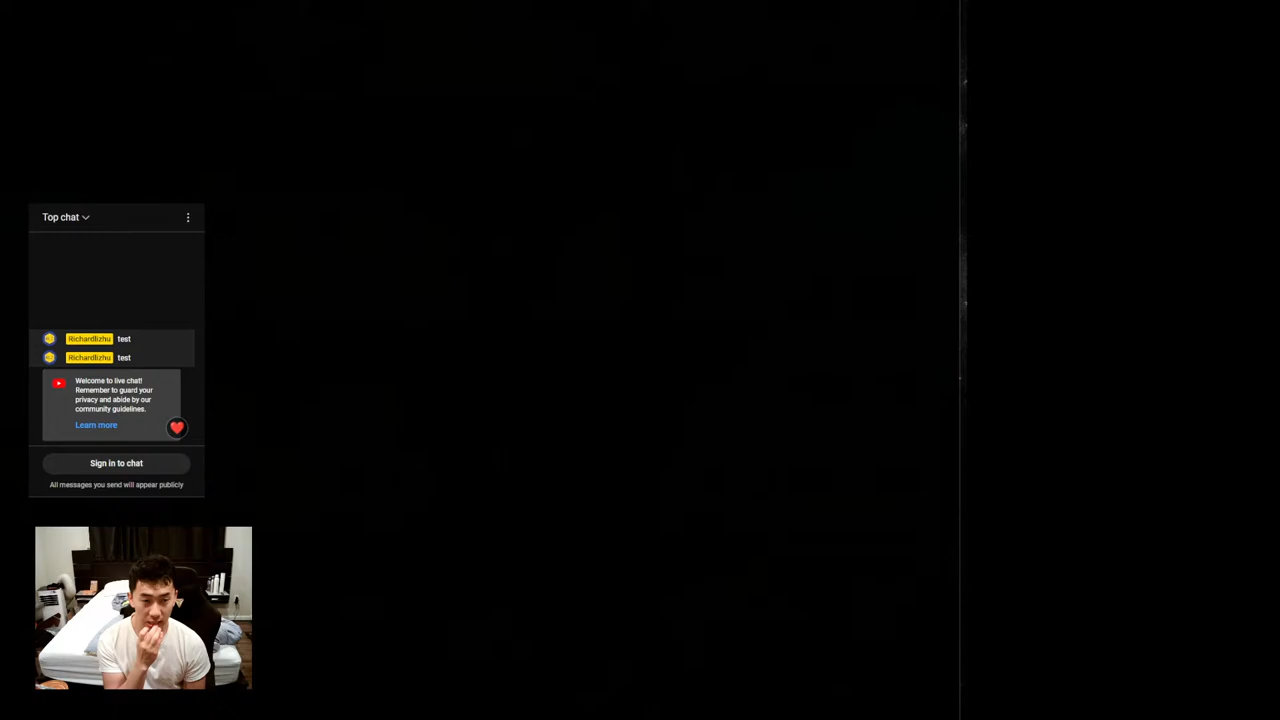 Top chat
Richardlizhu test
Richardlizhu test
Welcome to live chat!
Remember to guard your
privacy and abide by our
community guidelines.
Learn more
Sign in to chat
All messages you send will appear publicly